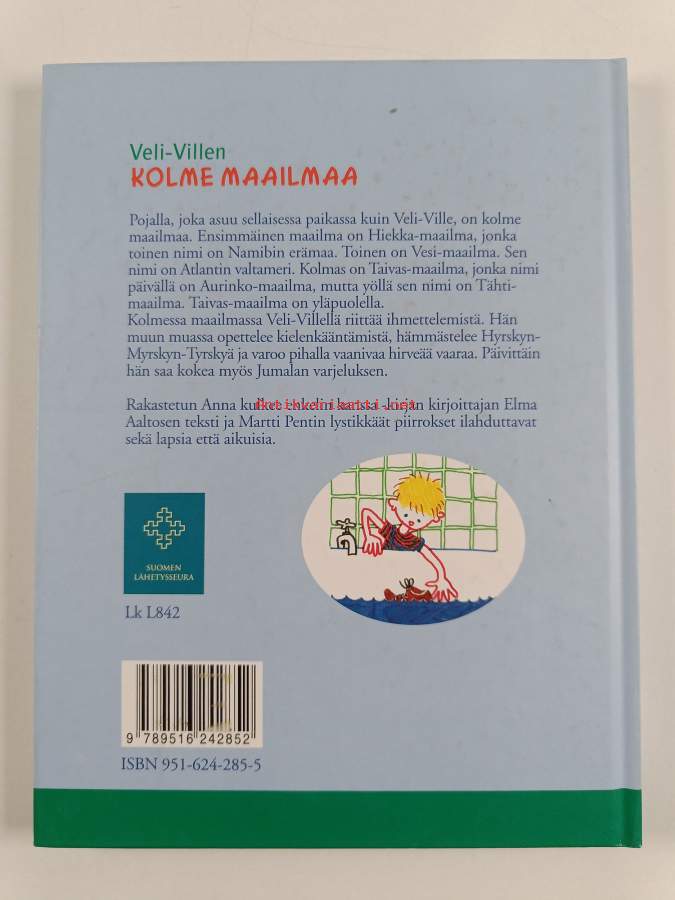 Veli-Villen
KOLME MAAILMAA
Pojalla, joka asuu sellaisessa paikassa kuin Veli-Ville, on kolme
maailmaa. Ensimmäinen maailma on Hiekka-maailma, jonka
toinen nimi on Namibin erämaa. Toinen on Vesi-maailma. Sen
nimi on Atlantin valtameri. Kolmas on Taivas-maailma, jonka nimi
päivällä on Aurinko-maailma, mutta yöllä sen nimi on Tähti-
maailma. Taivas-maailma on yläpuolella.
Kolmessa maailmassa Veli-Villellä riittää ihmettelemistä. Hän
muun muassa opettelee kielenkääntämistä, hämmästelee Hyrskyn-
Myrskyn-Tyrskyä ja varoo pihalla vaanivaa hirveää vaaraa. Päivittäin
hän saa kokea myös Jumalan varjeluksen.
Rakastetun Anna kulkee enkelin kanssa -kirjan kirjoittajan Elma
Aaltosen teksti ja Martti Pentin lystikkäät piirrokset ilahduttavat
sekä lapsia että aikuisia.
SUOMEN
LÄHETYSSEURA
Lk L842
9 789516 242852
ISBN 951-624-285-5